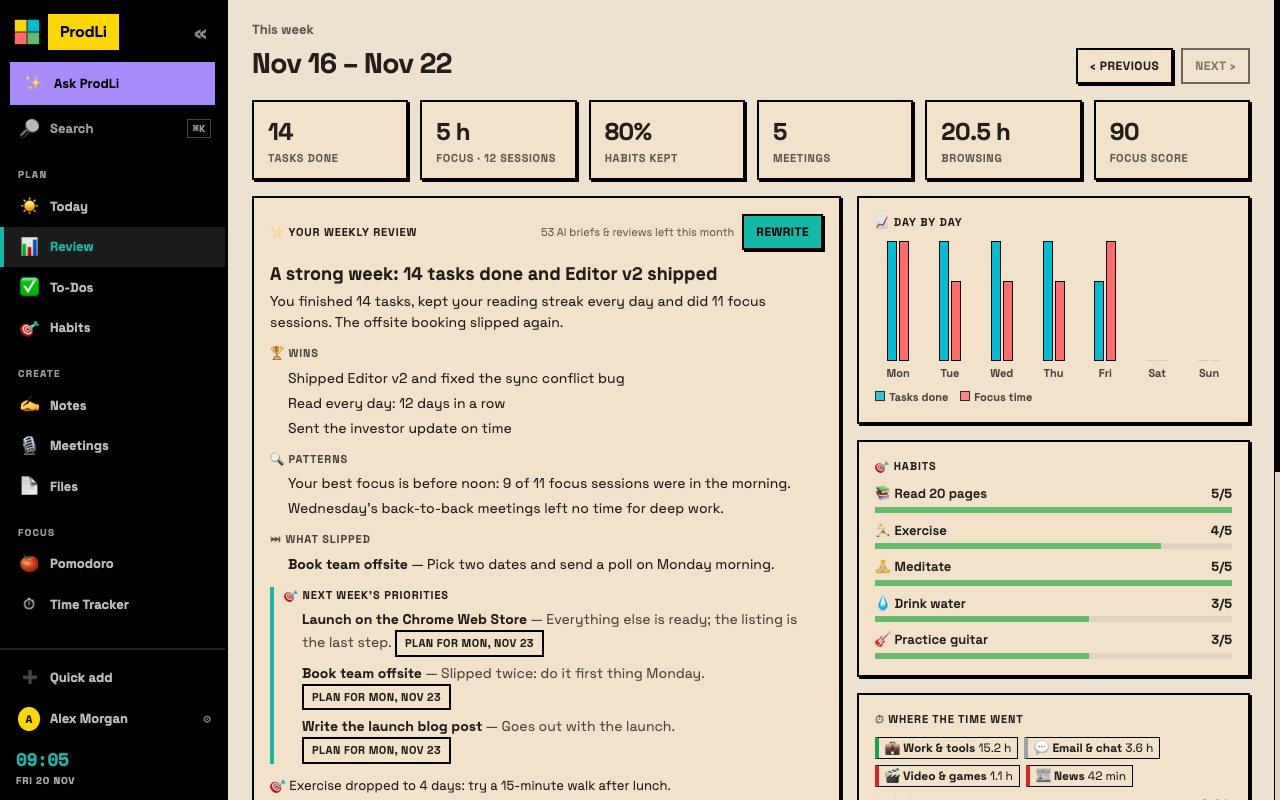 ProdLi
«
Ask ProdLi
Search ⌘K
PLAN
Today
Review
To-Dos
Habits
CREATE
Notes
Meetings
Files
FOCUS
Pomodoro
Time Tracker
Quick add
A Alex Morgan
09:05
FRI 20 NOV
This week
Nov 16 – Nov 22
‹ PREVIOUS
NEXT ›
14
TASKS DONE
5 h
FOCUS · 12 SESSIONS
80%
HABITS KEPT
5
MEETINGS
20.5 h
BROWSING
90
FOCUS SCORE
YOUR WEEKLY REVIEW
53 AI briefs & reviews left this month
REWRITE
A strong week: 14 tasks done and Editor v2 shipped
You finished 14 tasks, kept your reading streak every day and did 11 focus
sessions. The offsite booking slipped again.
WINS
Shipped Editor v2 and fixed the sync conflict bug
Read every day: 12 days in a row
Sent the investor update on time
PATTERNS
Your best focus is before noon: 9 of 11 focus sessions were in the morning.
Wednesday's back-to-back meetings left no time for deep work.
WHAT SLIPPED
Book team offsite — Pick two dates and send a poll on Monday morning.
NEXT WEEK'S PRIORITIES
Launch on the Chrome Web Store — Everything else is ready; the listing is
the last step. PLAN FOR MON, NOV 23
Book team offsite — Slipped twice: do it first thing Monday.
PLAN FOR MON, NOV 23
Write the launch blog post — Goes out with the launch.
PLAN FOR MON, NOV 23
Exercise dropped to 4 days: try a 15-minute walk after lunch.
DAY BY DAY
Mon Tue Wed Thu Fri Sat Sun
Tasks done Focus time
HABITS
Read 20 pages 5/5
Exercise 4/5
Meditate 5/5
Drink water 3/5
Practice guitar 3/5
WHERE THE TIME WENT
Work & tools 15.2 h
Email & chat 3.6 h
Video & games 1.1 h
News 42 min